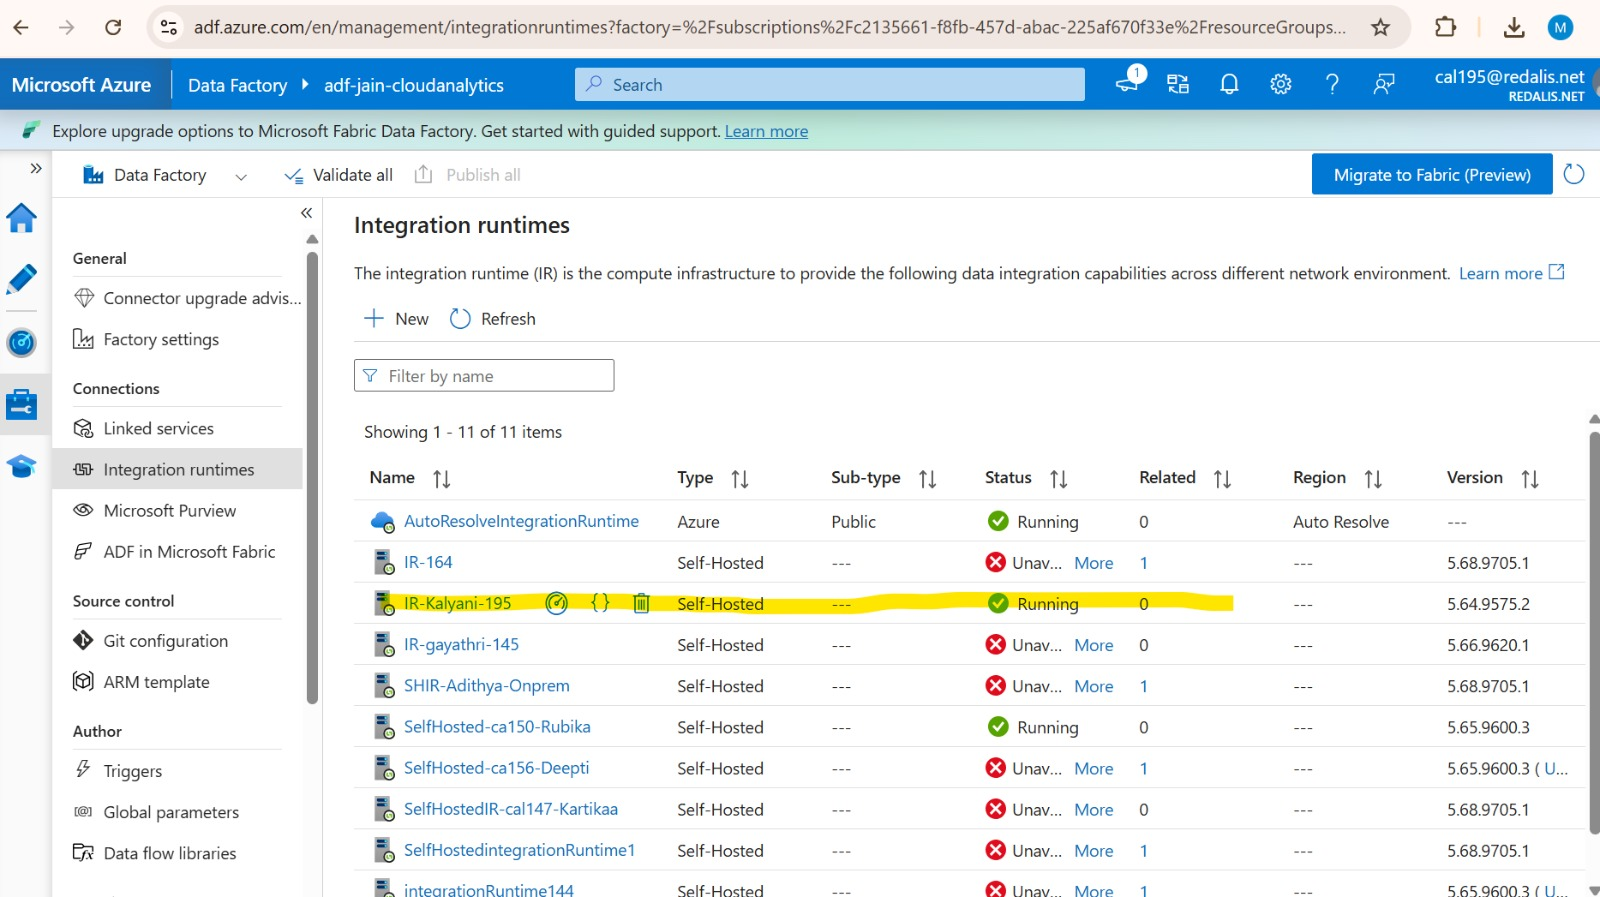 adf.azure.com/en/management/integrationruntimes?factory=%2Fsubscriptions%2Fc2135661-f8fb-457d-abac-225af670f33e%2FresourceGroups...
M
Microsoft Azure
Data Factory
adf-jain-cloudanalytics
Search
1
cal195@redalis.net
REDALIS.NET
Explore upgrade options to Microsoft Fabric Data Factory. Get started with guided support. Learn more
Data Factory
Validate all
Publish all
Migrate to Fabric (Preview)
General
Connector upgrade advis...
Factory settings
Connections
Linked services
Integration runtimes
Microsoft Purview
ADF in Microsoft Fabric
Source control
Git configuration
ARM template
Author
Triggers
Global parameters
Data flow libraries
Integration runtimes
The integration runtime (IR) is the compute infrastructure to provide the following data integration capabilities across different network environment. Learn more
New Refresh
Filter by name
Showing 1 - 11 of 11 items
Name Type Sub-type Status Related Region Version
AutoResolveIntegrationRuntime Azure Public Running 0 Auto Resolve ---
IR-164 Self-Hosted --- Unav... More 1 --- 5.68.9705.1
IR-Kalyani-195 {} Self-Hosted --- Running 0 --- 5.64.9575.2
IR-gayathri-145 Self-Hosted --- Unav... More 0 --- 5.66.9620.1
SHIR-Adithya-Onprem Self-Hosted --- Unav... More 1 --- 5.68.9705.1
SelfHosted-ca150-Rubika Self-Hosted --- Running 0 --- 5.65.9600.3
SelfHosted-ca156-Deepti Self-Hosted --- Unav... More 1 --- 5.65.9600.3 ( U...
SelfHostedIR-cal147-Kartikaa Self-Hosted --- Unav... More 0 --- 5.68.9705.1
SelfHostedintegrationRuntime1 Self-Hosted --- Unav... More 1 --- 5.68.9705.1
integrationRuntime144 Self-Hosted --- Unav... More 1 --- 5.65.9600.3 ( U...